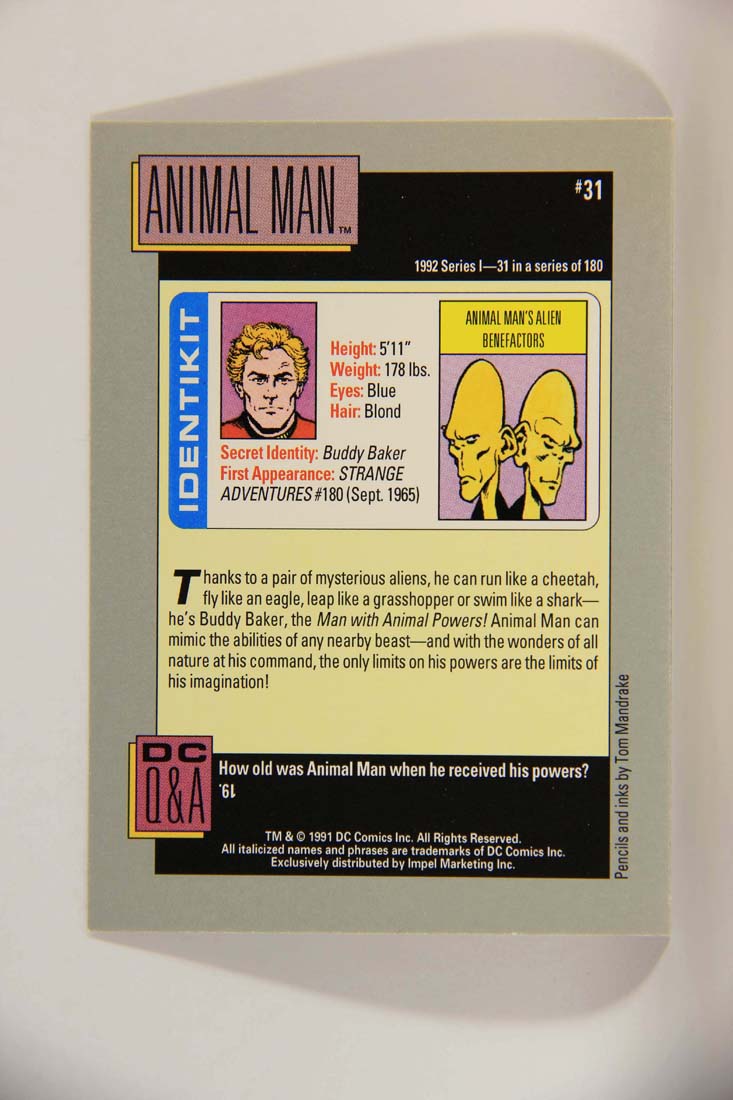 ANIMAL MAN™
#31
1992 Series I—31 in a series of 180
IDENTIKIT
Height: 5'11"
Weight: 178 lbs.
Eyes: Blue
Hair: Blond
Secret Identity: Buddy Baker
First Appearance: STRANGE
ADVENTURES #180 (Sept. 1965)
ANIMAL MAN'S ALIEN
BENEFACTORS
Thanks to a pair of mysterious aliens, he can run like a cheetah,
fly like an eagle, leap like a grasshopper or swim like a shark—
he's Buddy Baker, the Man with Animal Powers! Animal Man can
mimic the abilities of any nearby beast—and with the wonders of all
nature at his command, the only limits on his powers are the limits of
his imagination!
DC
Q&A
How old was Animal Man when he received his powers?
19.
TM & © 1991 DC Comics Inc. All Rights Reserved.
All italicized names and phrases are trademarks of DC Comics Inc.
Exclusively distributed by Impel Marketing Inc.
Pencils and inks by Tom Mandrake